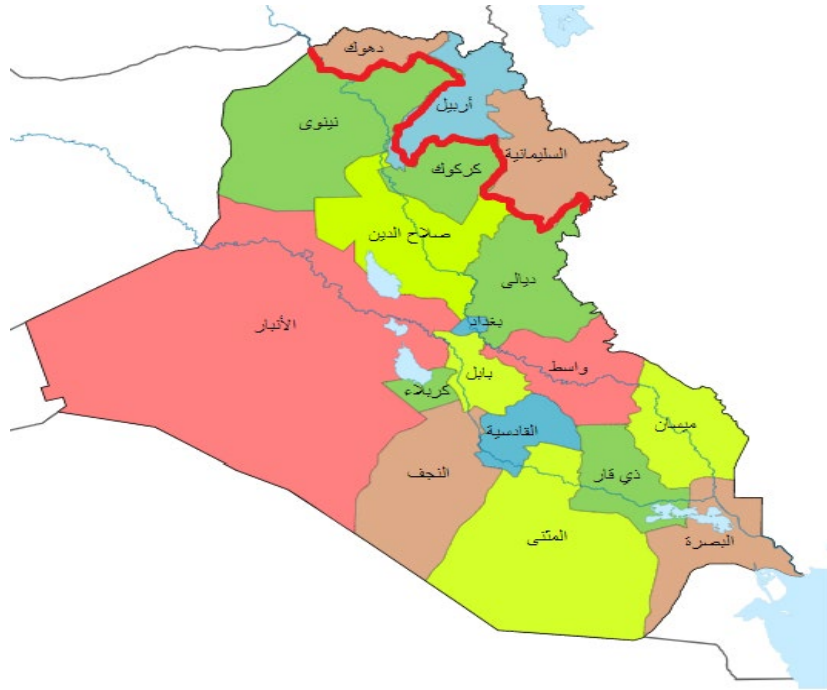 دهوك
أربيل
نينوى
السليمانية
كركوك
صلاح الدين
ديالى
بغداد
الأنبار
واسط
بابل
كربلاء
ميسان
القادسية
النجف
ذي قار
المثنى
البصرة